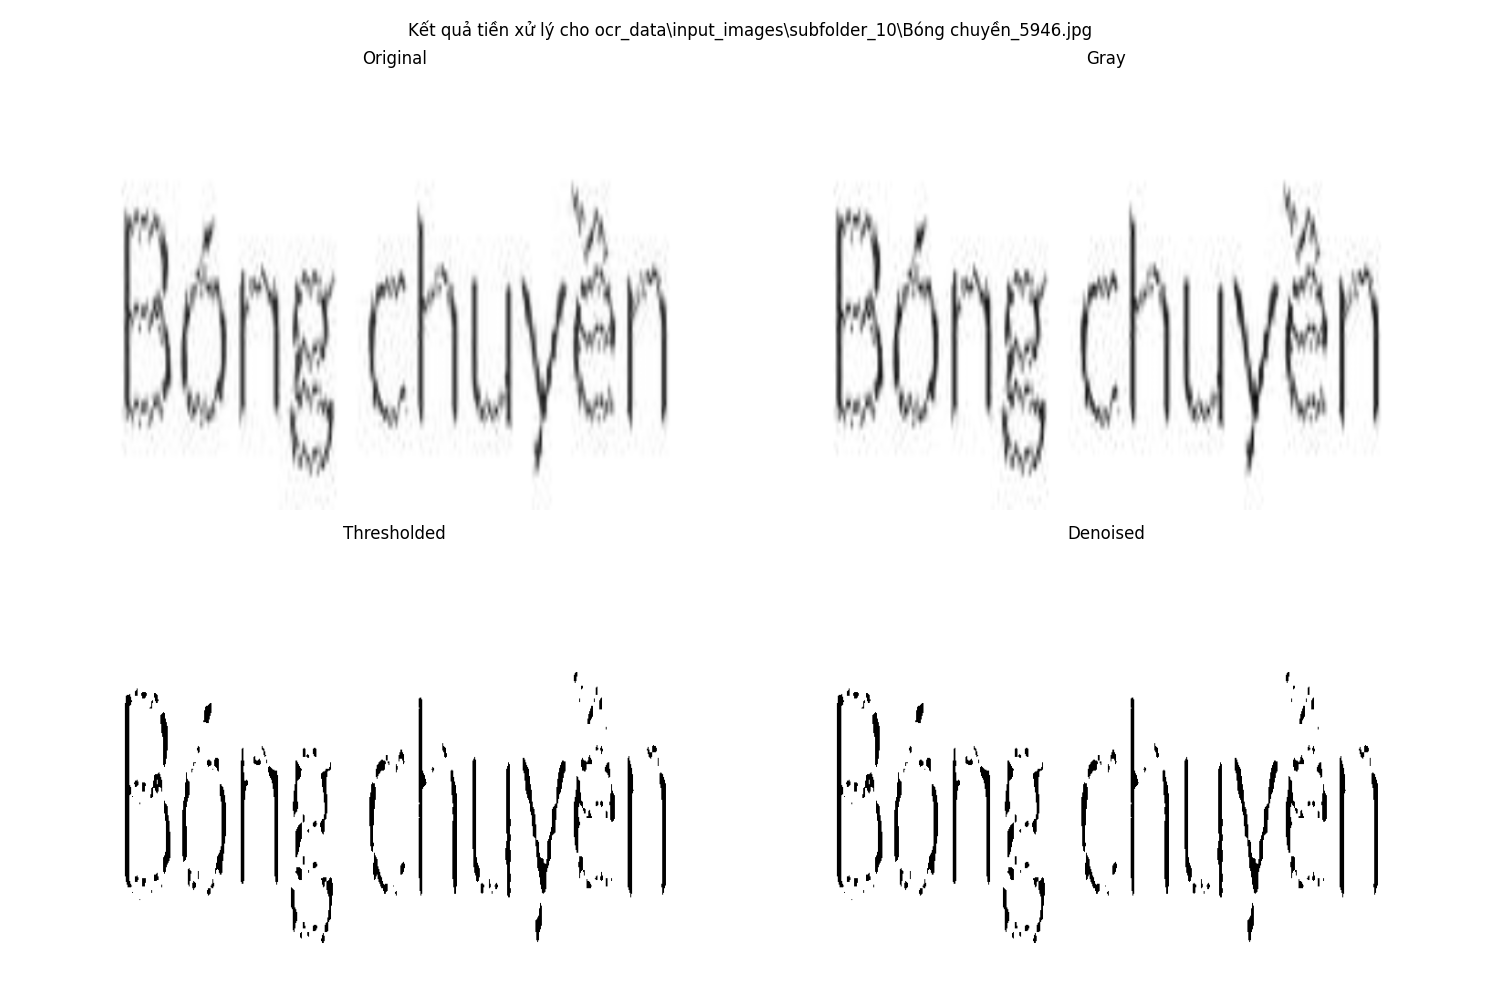 Kết quả tiền xử lý cho ocr_data\input_images\subfolder_10\Bóng chuyền_5946.jpg
Original
Gray
Bóng chuyền
Bóng chuyền
Thresholded
Denoised
Bóng chuyền
Bóng chuyền